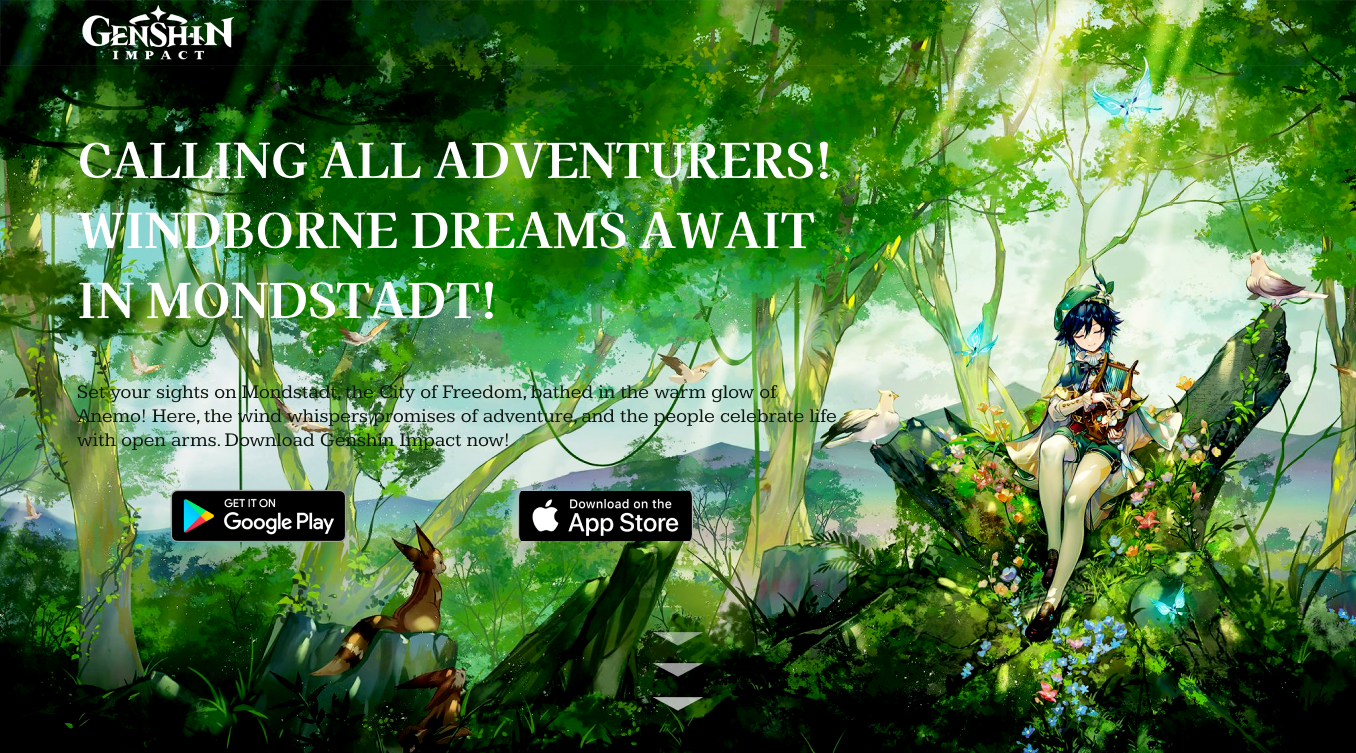 GENSHIN
IMPACT
CALLING ALL ADVENTURERS!
WINDBORNE DREAMS AWAIT
IN MONDSTADT!
Set your sights on Mondstadt, the City of Freedom, bathed in the warm glow of
Anemo! Here, the wind whispers promises of adventure, and the people celebrate life
with open arms. Download Genshin Impact now!
GET IT ON
Google Play
Download on the
App Store